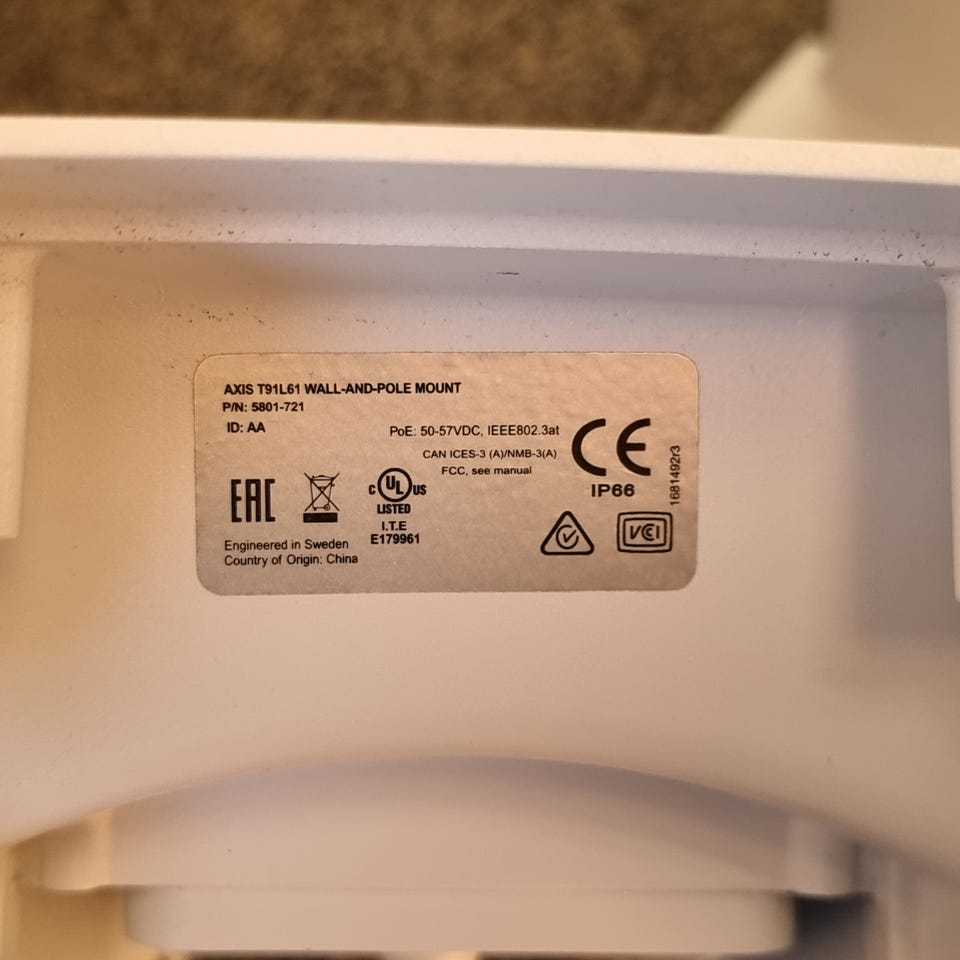 AXIS T91L61 WALL-AND-POLE MOUNT
P/N: 5801-721
ID: AA
PoE: 50-57VDC, IEEE802.3at
CAN ICES-3 (A)/NMB-3(A)
FCC, see manual
CE
IP66
1681492r3
EAC
C UL US
LISTED
I.T.E
E179961
VCI
Engineered in Sweden
Country of Origin: China